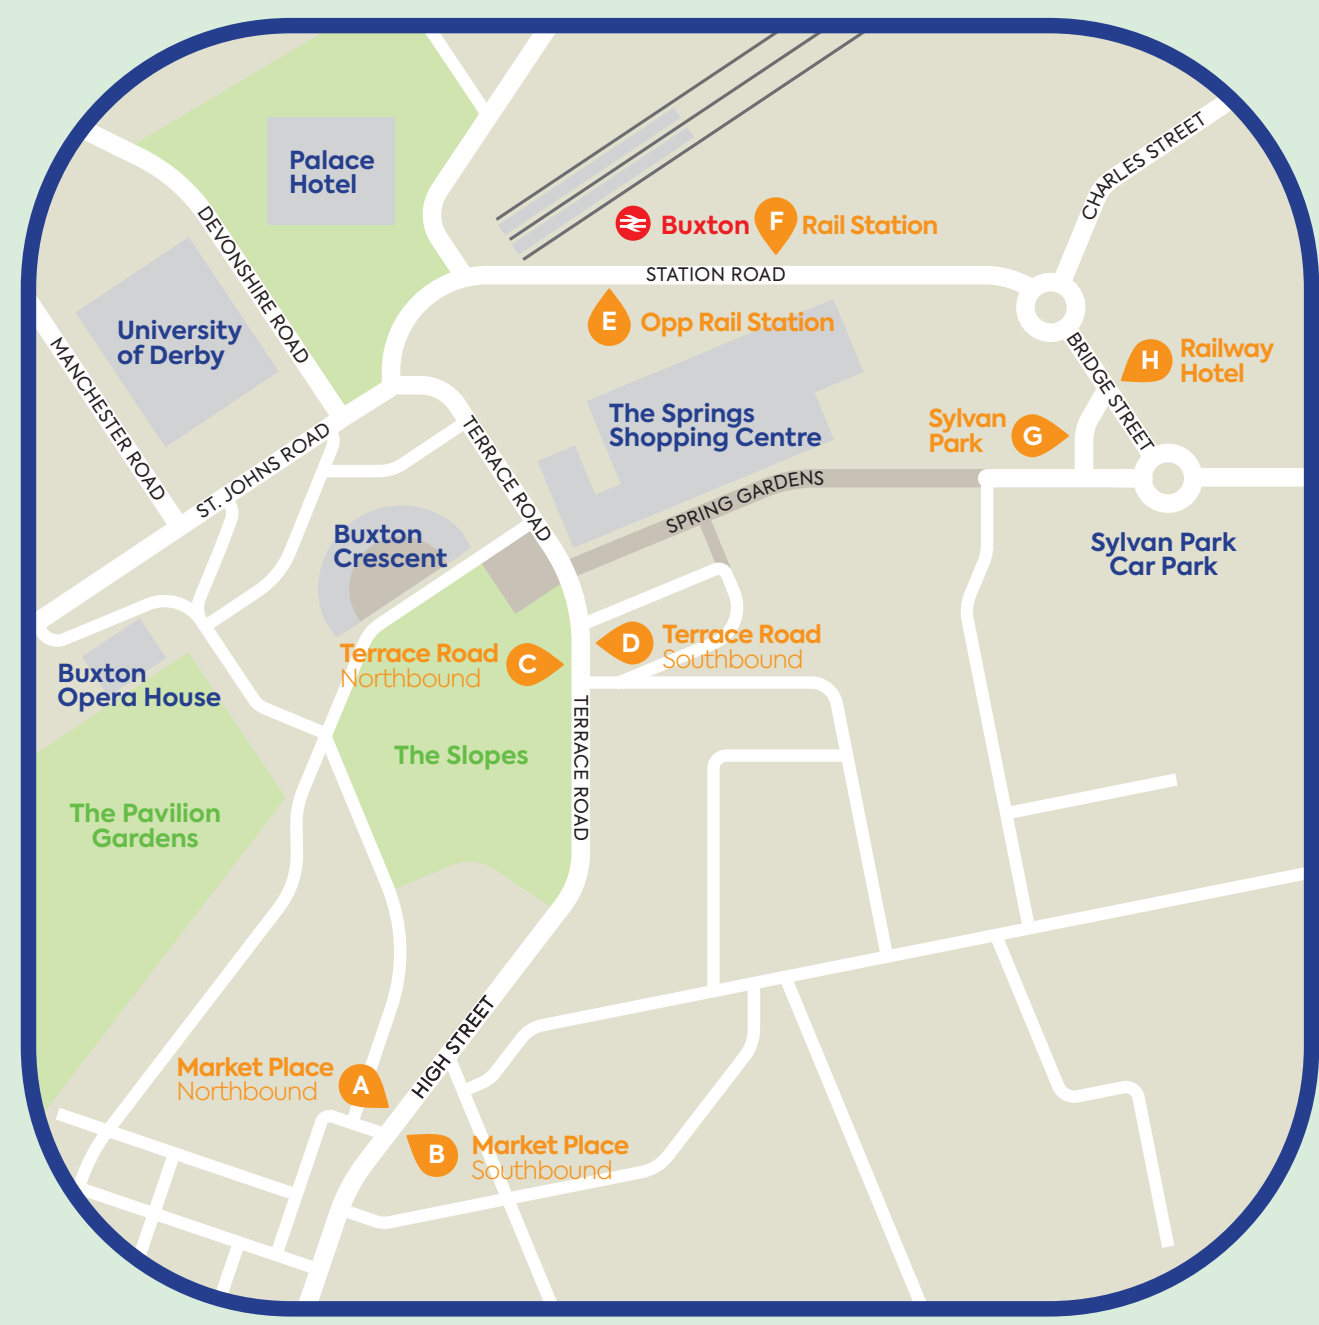 CHARLES STREET
Palace
Hotel
DEVONSHIRE ROAD
Buxton
F
Rail Station
STATION ROAD
E
Opp Rail Station
University
of Derby
MANCHESTER ROAD
BRIDGE STREET
H
Railway
Hotel
The Springs
Shopping Centre
Sylvan
Park
G
ST. JOHNS ROAD
TERRACE ROAD
SPRING GARDENS
Buxton
Crescent
Sylvan Park
Car Park
Terrace Road
Northbound
C
D
Terrace Road
Southbound
Buxton
Opera House
TERRACE ROAD
The Slopes
The Pavilion
Gardens
HIGH STREET
Market Place
Northbound
A
B
Market Place
Southbound